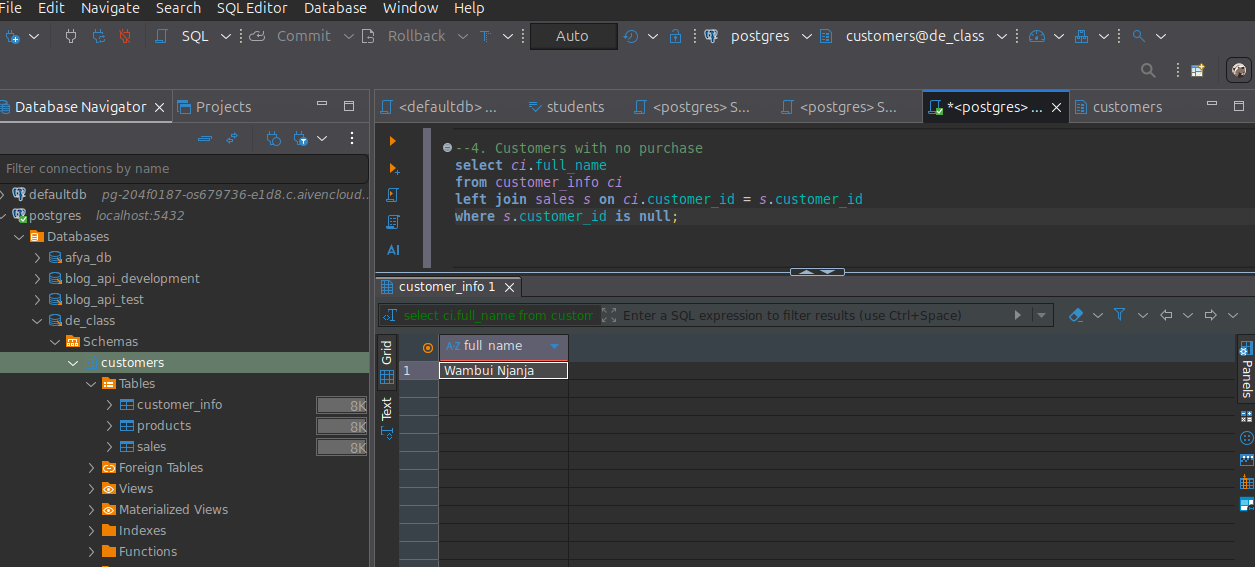 File Edit Navigate Search SQL Editor Database Window Help
SQL Commit Rollback T Auto postgres customers@de_class
Database Navigator Projects
Filter connections by name
defaultdb pg-204f0187-os679736-e1d8.c.aivencloud...
postgres localhost:5432
Databases
afya_db
blog_api_development
blog_api_test
de_class
Schemas
customers
Tables
customer_info 8K
products 8K
sales 8K
Foreign Tables
Views
Materialized Views
Indexes
Functions
<defaultdb> ... students <postgres> S... <postgres> S... *<postgres> ... customers
--4. Customers with no purchase
select ci.full_name
from customer_info ci
left join sales s on ci.customer_id = s.customer_id
where s.customer_id is null;
AI
customer_info 1
select ci.full_name from custom Enter a SQL expression to filter results (use Ctrl+Space)
Grid
Text
A-Z full_name
1 Wambui Njanja
Panels